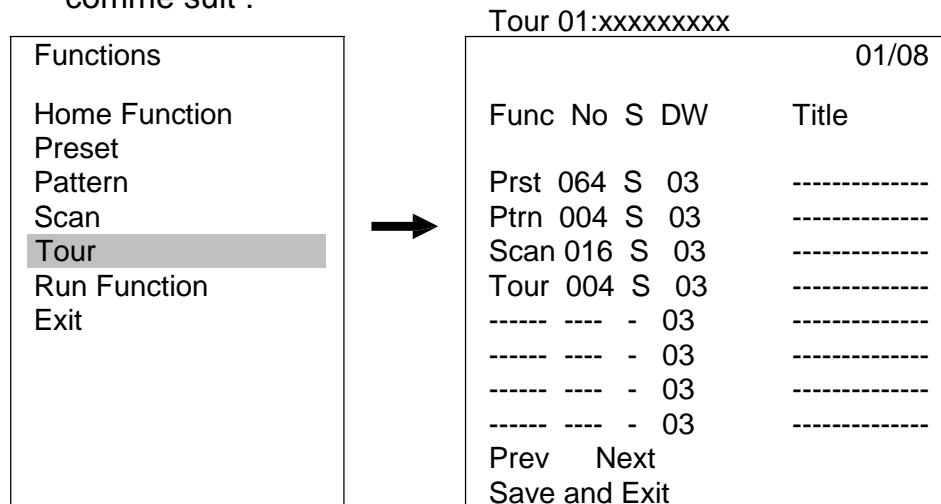 comme suit :
Functions
Home Function
Preset
Pattern
Scan
Tour
Run Function
Exit
Tour 01:xxxxxxxxx
01/08
Func No S DW Title
Prst 064 S 03 --------------
Ptrn 004 S 03 --------------
Scan 016 S 03 --------------
Tour 004 S 03 --------------
------ ---- - 03 --------------
------ ---- - 03 --------------
------ ---- - 03 --------------
------ ---- - 03 --------------
Prev Next
Save and Exit